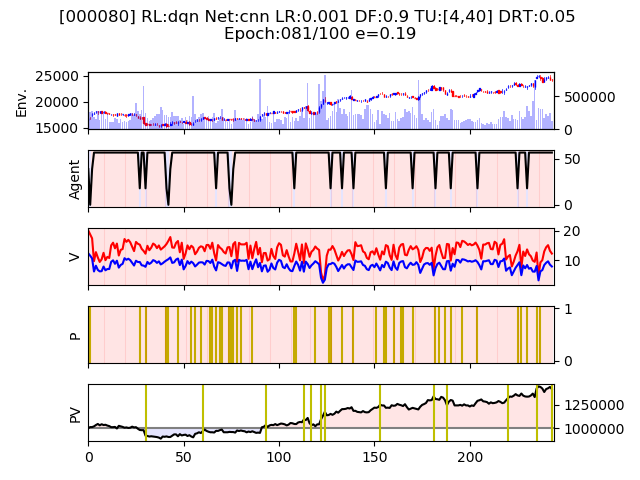 [000080] RL:dqn Net:cnn LR:0.001 DF:0.9 TU:[4,40] DRT:0.05
Epoch:081/100 e=0.19
Env.
25000
20000
15000
500000
0
Agent
50
0
V
20
10
P
1
0
PV
1250000
1000000
0
50
100
150
200